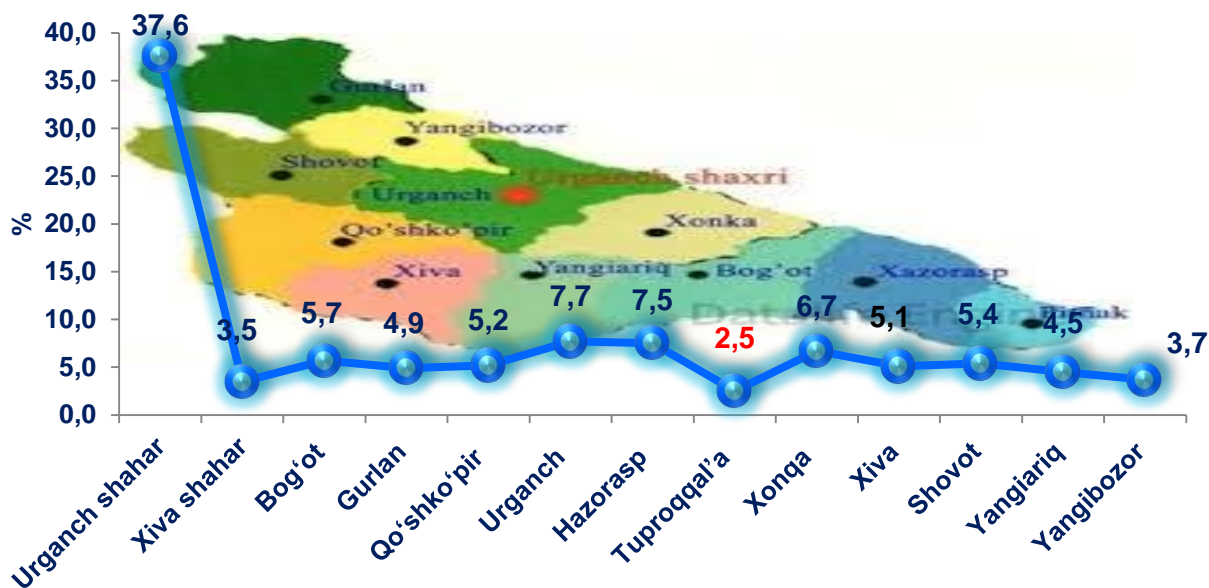 37,6
40,0
35,0
30,0
25,0
20,0
15,0
10,0
5,0
0,0
%
Gurlan
Yangibozor
Shovot
Urganch shaxri
Urganch
Xonka
Qo'shko'pir
Xiva
Yangiariq
Bog'ot
Xazorasp
3,5
5,7
4,9
5,2
7,7
7,5
2,5
6,7
5,1
5,4
4,5
3,7
Urganch shahar
Xiva shahar
Bog‘ot
Gurlan
Qo‘shko‘pir
Urganch
Hazorasp
Tuproqqal’a
Xonqa
Xiva
Shovot
Yangiariq
Yangibozor